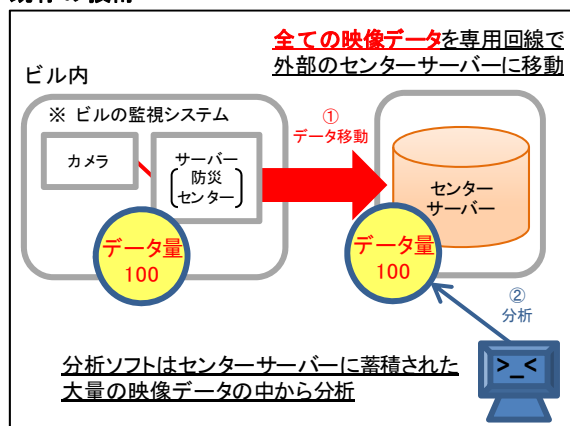 全ての映像データを専用回線で
外部のセンターサーバーに移動
ビル内
※ ビルの監視システム
カメラ
サーバー
防災
センター
データ量
100
①
データ移動
センター
サーバー
データ量
100
②
分析
>_<
分析ソフトはセンターサーバーに蓄積された
大量の映像データの中から分析